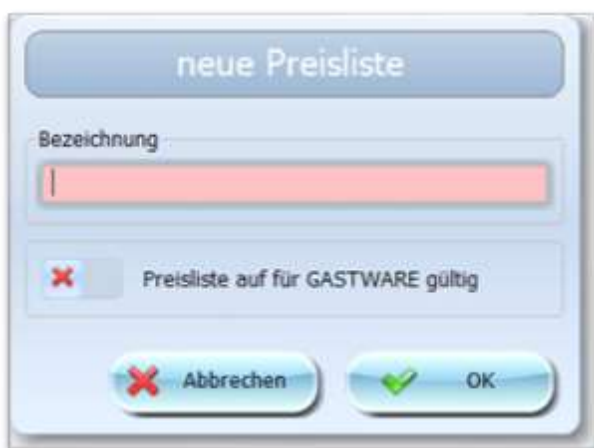 neue Preisliste
Bezeichnung
Preisliste auf für GASTWARE gültig
Abbrechen
OK